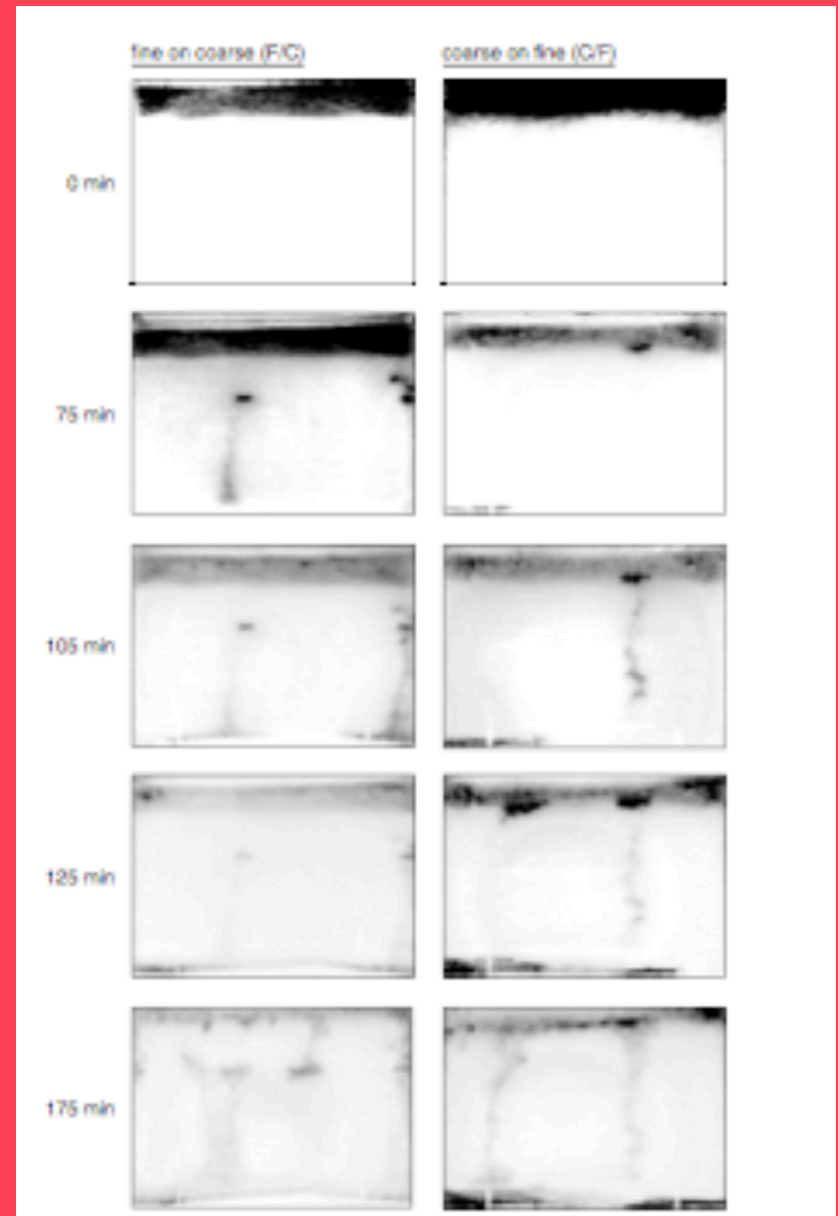 fine on coarse (F/C)
coarse on fine (C/F)
0 min
75 min
105 min
125 min
175 min